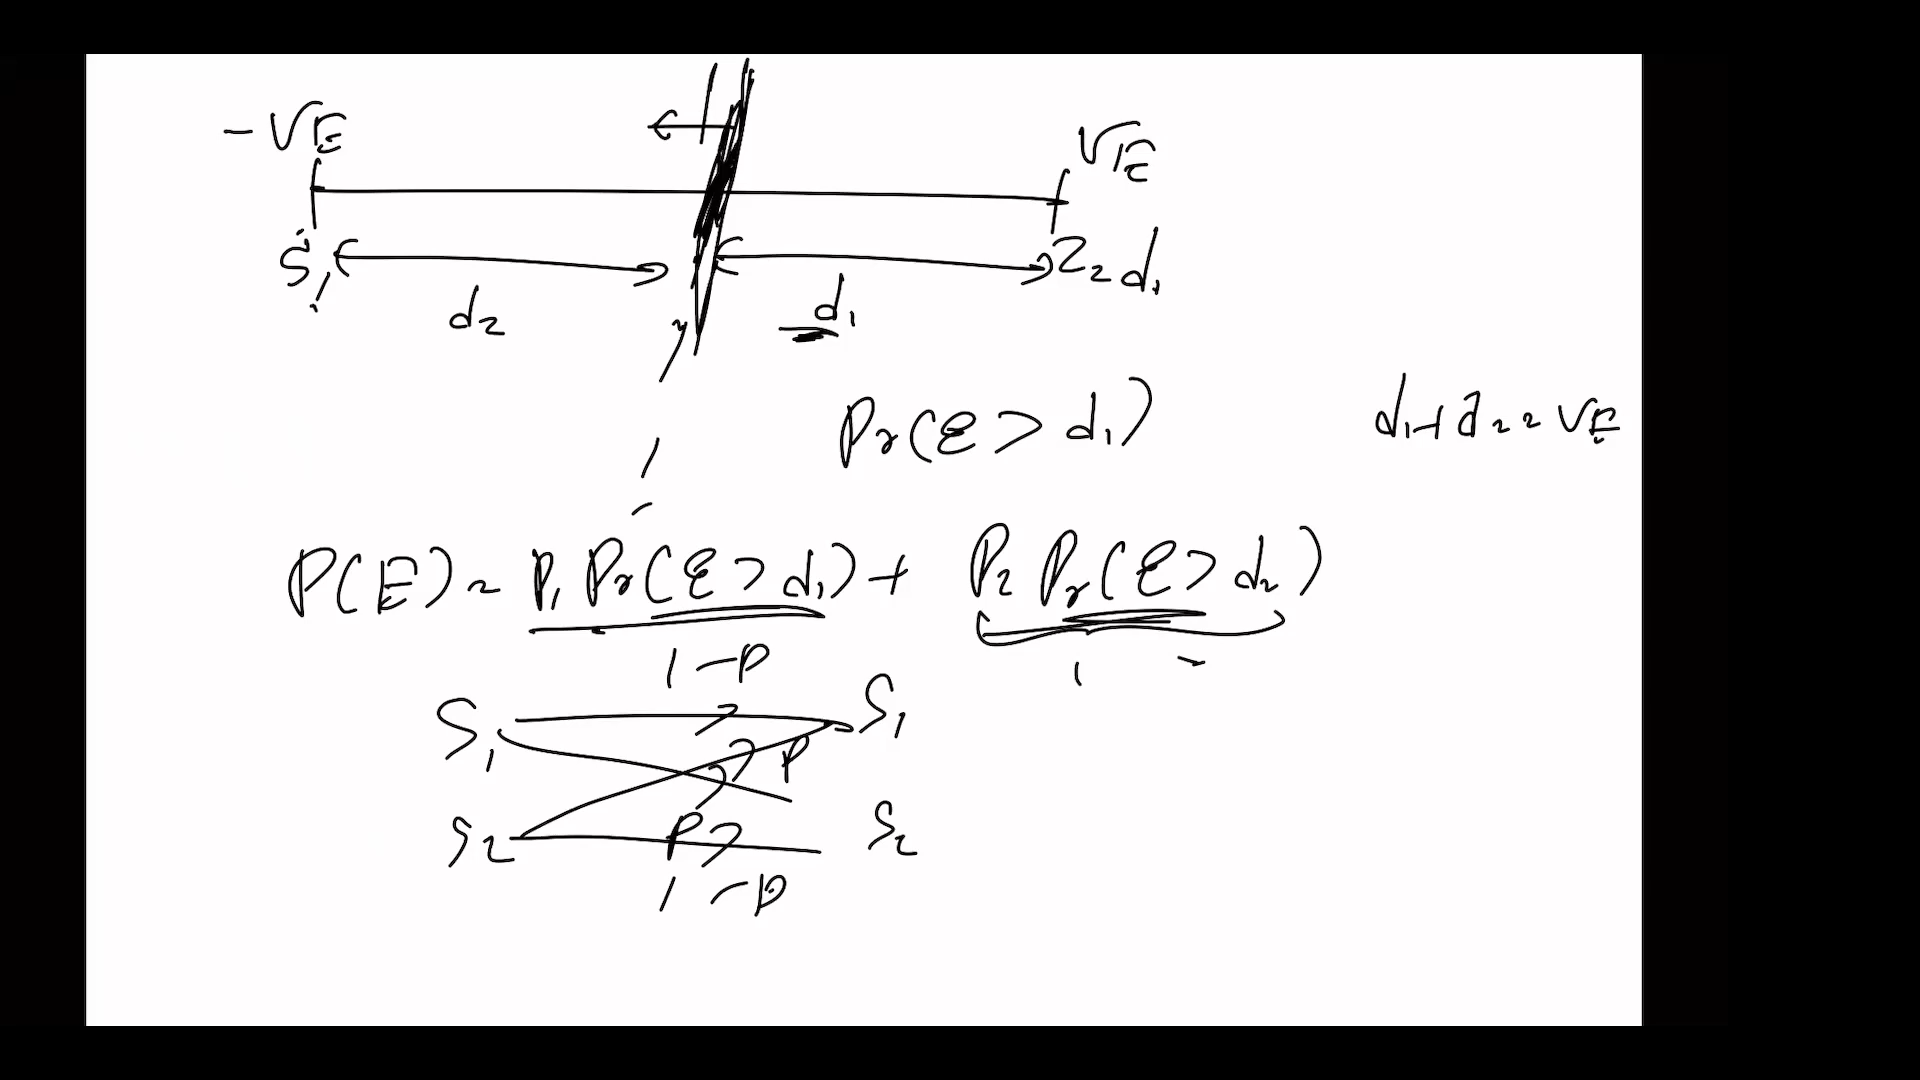 -√E √E
S₁ Z₂ d₁
d₂ d₁
Pr(ε > d₁) d₁+d₂ = √E
P(E) = P₁ Pr(ε > d₁) + P₂ Pr(ε > d₂)
1-P
S₁ S₁
P
S₂ P S₂
1-P